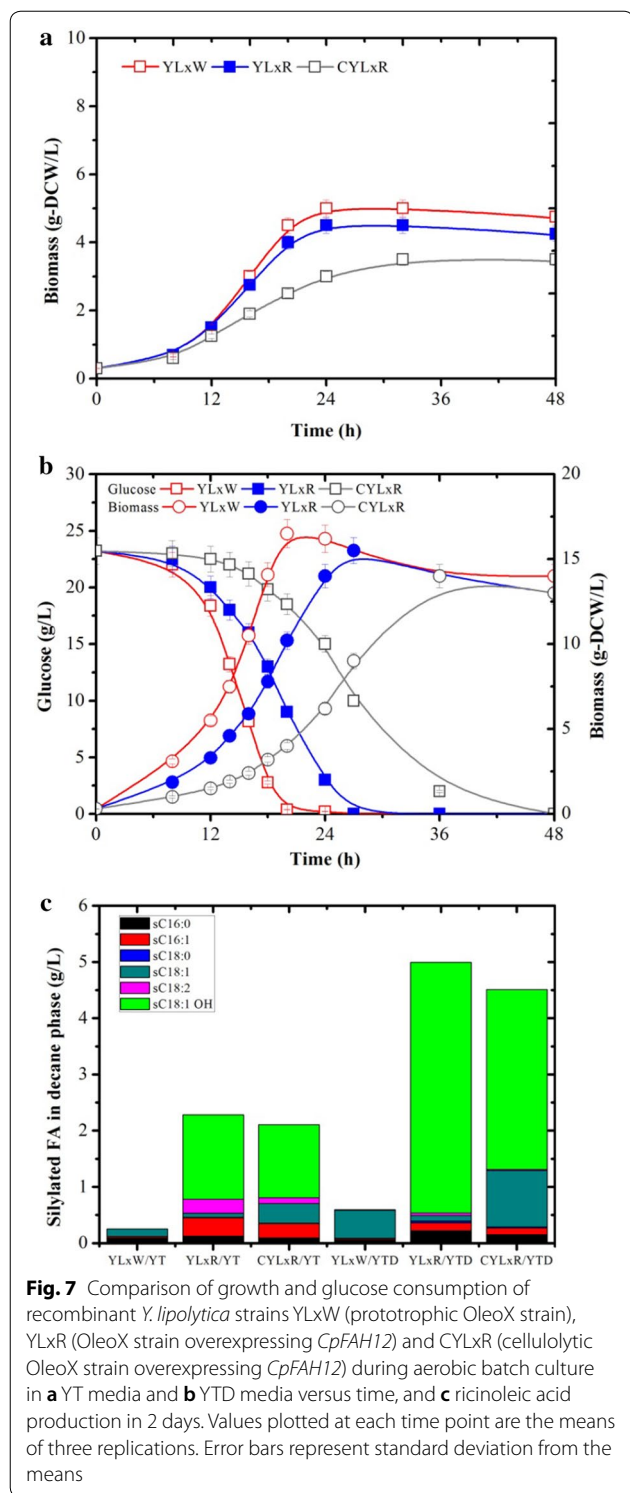 a
10
8
6
4
2
0
Biomass (g-DCW/L)
YLxW YLxR CYLxR
0 12 24 36 48
Time (h)
b
30
25
20
15
10
5
0
Glucose (g/L)
Glucose YLxW YLxR CYLxR
Biomass YLxW YLxR CYLxR
20
15
10
5
0
Biomass (g-DCW/L)
0 12 24 36 48
Time (h)
c
6
5
4
3
2
1
0
Silylated FA in decane phase (g/L)
sC16:0
sC16:1
sC18:0
sC18:1
sC18:2
sC18:1 OH
YLxW/YT YLxR/YT CYLxR/YT YLxW/YTD YLxR/YTD CYLxR/YTD
Fig. 7 Comparison of growth and glucose consumption of
recombinant Y. lipolytica strains YLxW (prototrophic OleoX strain),
YLxR (OleoX strain overexpressing CpFAH12) and CYLxR (cellulolytic
OleoX strain overexpressing CpFAH12) during aerobic batch culture
in a YT media and b YTD media versus time, and c ricinoleic acid
production in 2 days. Values plotted at each time point are the means
of three replications. Error bars represent standard deviation from the
means